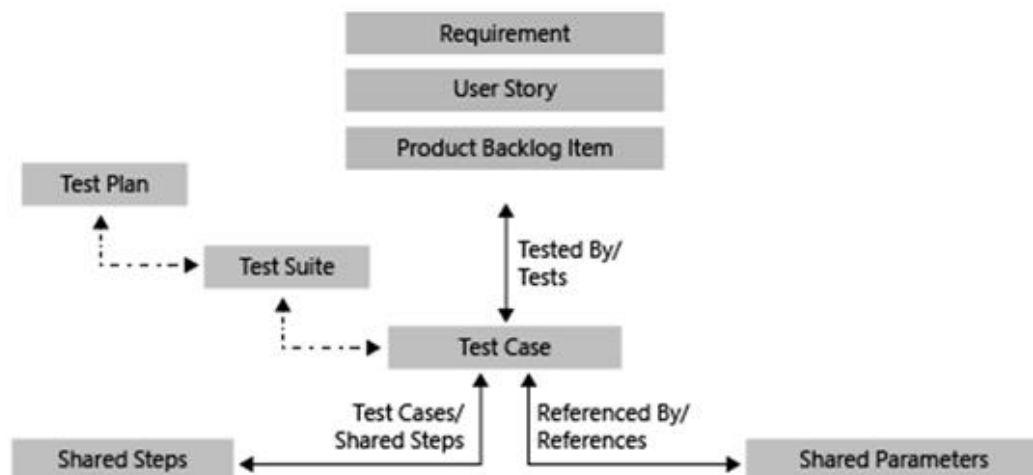 Requirement
User Story
Product Backlog Item
Test Plan
Tested By/
Tests
Test Suite
Test Case
Test Cases/
Shared Steps
Referenced By/
References
Shared Steps
Shared Parameters